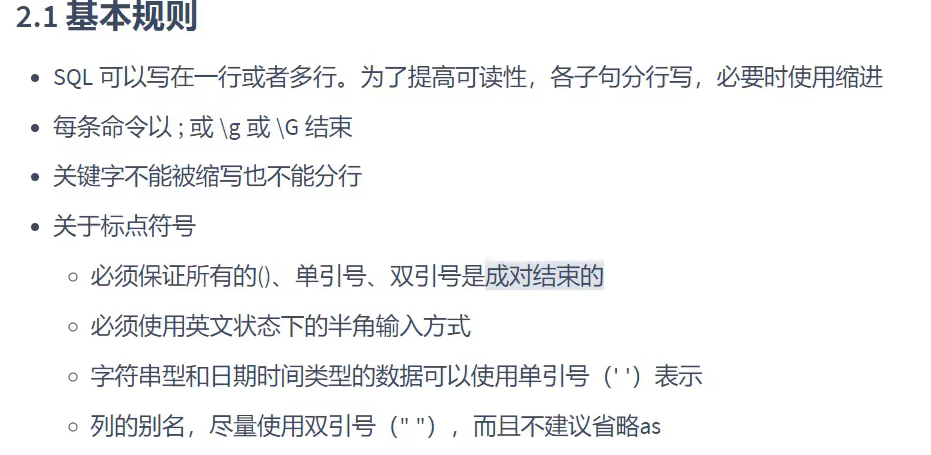 2.1 基本规则
SQL 可以写在一行或者多行。为了提高可读性，各子句分行写，必要时使用缩进
每条命令以 ; 或 \g 或 \G 结束
关键字不能被缩写也不能分行
关于标点符号
必须保证所有的()、单引号、双引号是成对结束的
必须使用英文状态下的半角输入方式
字符串型和日期时间类型的数据可以使用单引号（' '）表示
列的别名，尽量使用双引号（" "），而且不建议省略as